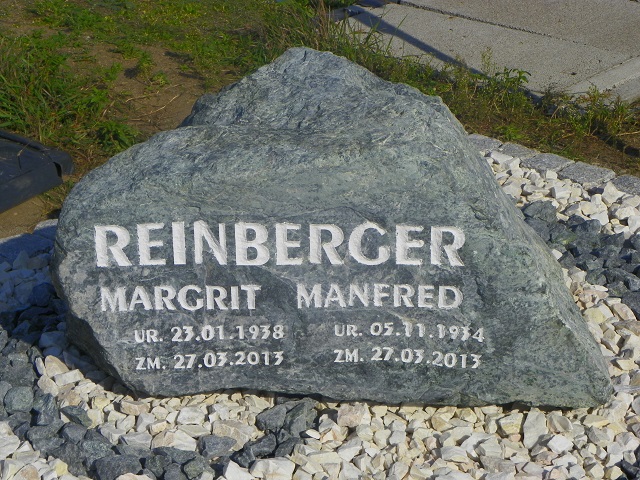 REINBERGER
MARGRIT MANFRED
UR. 23.01.1938 UR. 05.11.1934
ZM. 27.03.2013 ZM. 27.03.2013